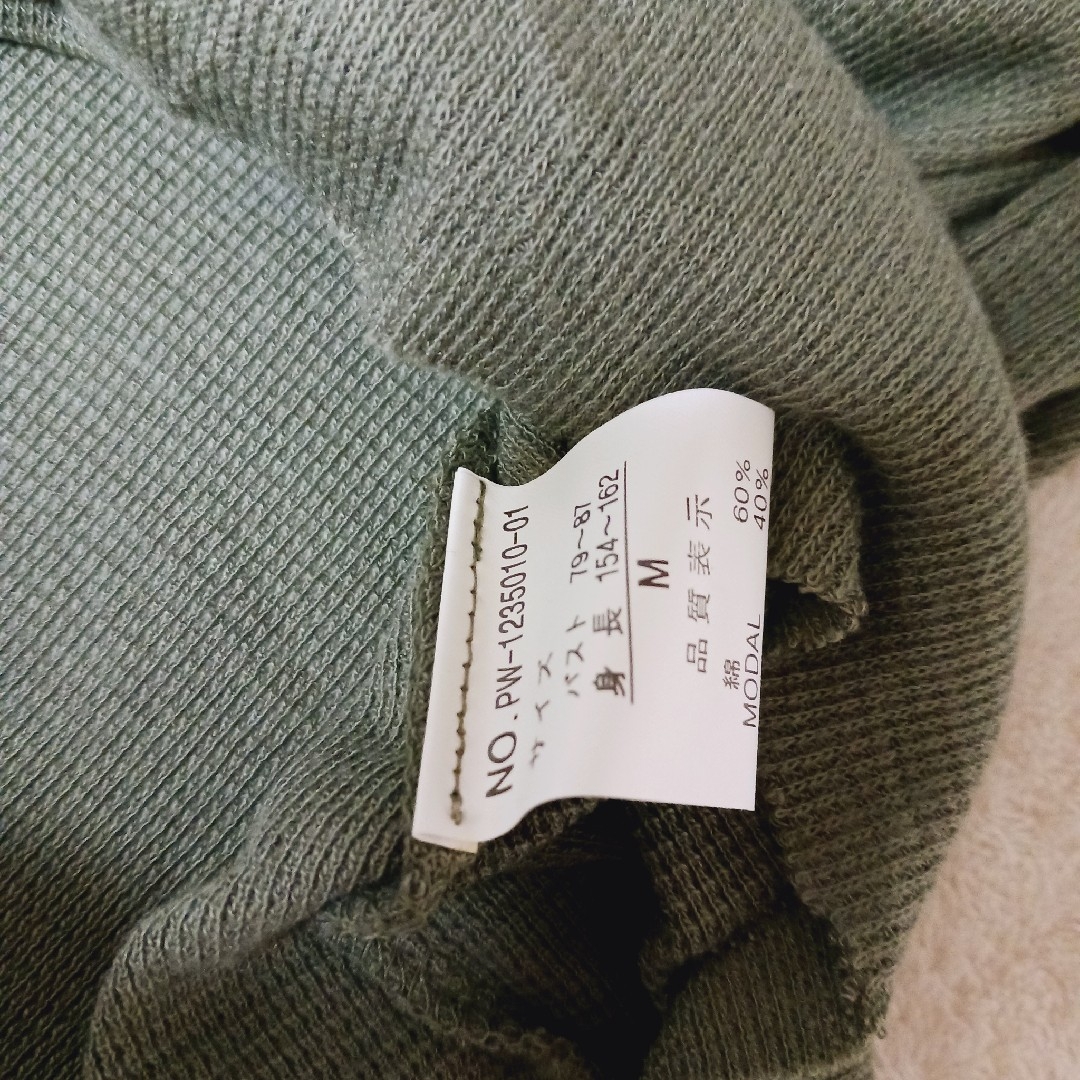 NO.PW-1235010-01
サイズ
バスト 79~87
身長 154~162
M
品質表示
綿 60%
MODAL 40%